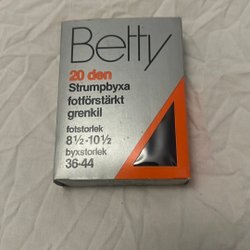 Betty
20 den
Strumpbyxa
fotförstärkt
grenkil
fotstorlek
8½-10½
byxstorlek
36-44